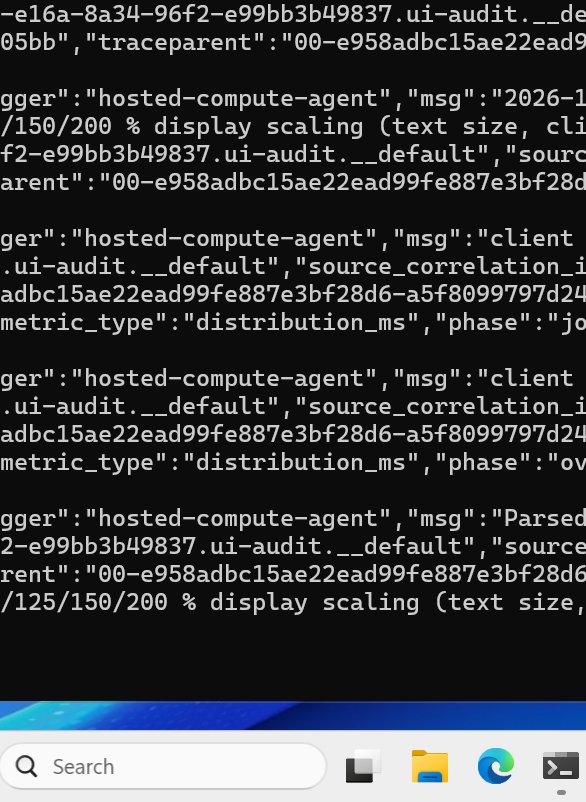 -e16a-8a34-96f2-e99bb3b49837.ui-audit.__de
05bb","traceparent":"00-e958adbc15ae22ead9
gger":"hosted-compute-agent","msg":"2026-1
/150/200 % display scaling (text size, cli
f2-e99bb3b49837.ui-audit.__default","sourc
arent":"00-e958adbc15ae22ead99fe887e3bf28d
ger":"hosted-compute-agent","msg":"client
.ui-audit.__default","source_correlation_i
adbc15ae22ead99fe887e3bf28d6-a5f8099797d24
metric_type":"distribution_ms","phase":"jo
ger":"hosted-compute-agent","msg":"client
.ui-audit.__default","source_correlation_i
adbc15ae22ead99fe887e3bf28d6-a5f8099797d24
metric_type":"distribution_ms","phase":"ov
gger":"hosted-compute-agent","msg":"Parsed
2-e99bb3b49837.ui-audit.__default","source
rent":"00-e958adbc15ae22ead99fe887e3bf28d6
/125/150/200 % display scaling (text size,
Search